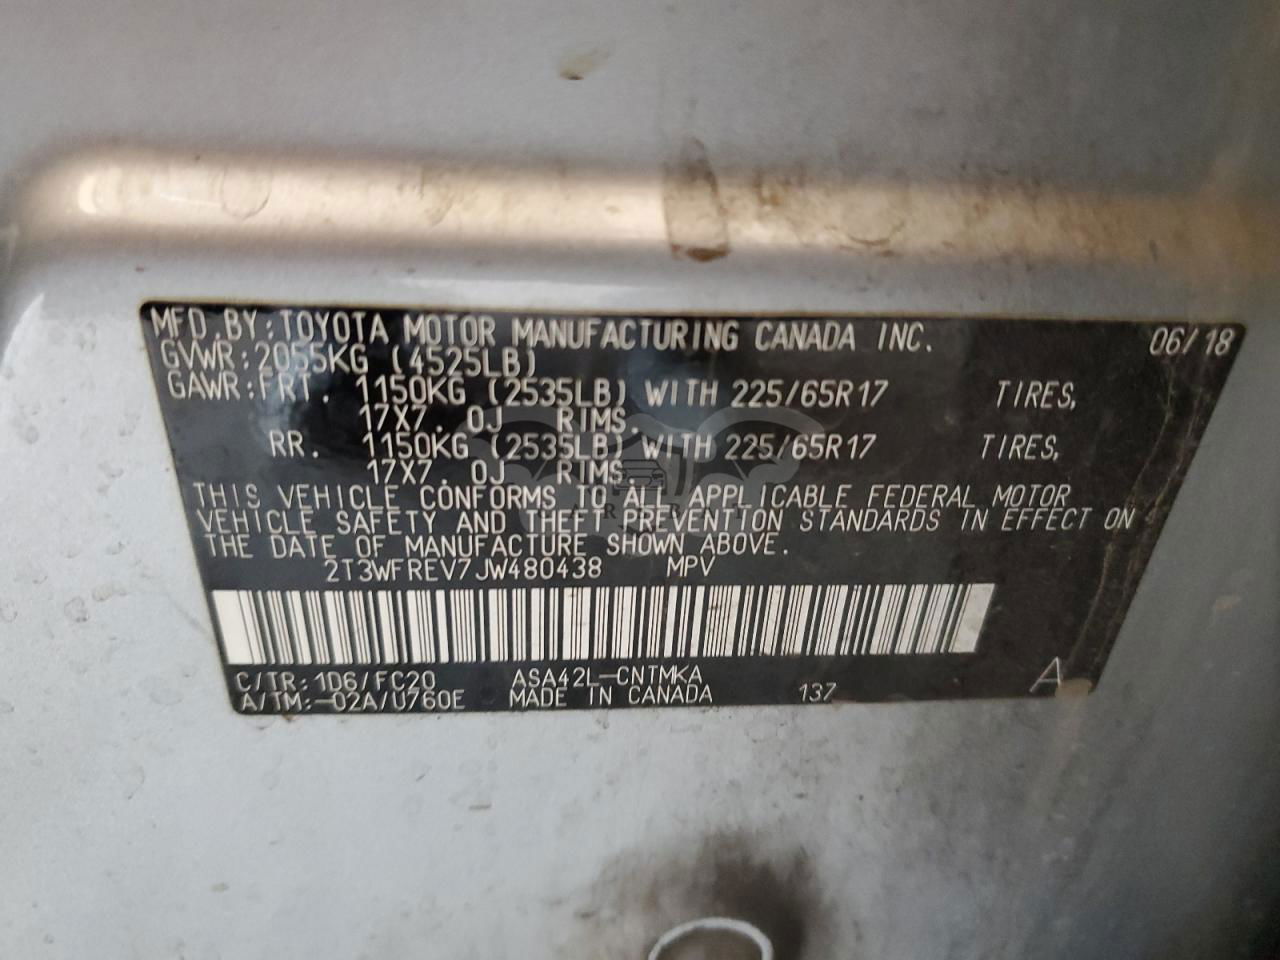 MFD.BY:TOYOTA MOTOR MANUFACTURING CANADA INC. 06/18
GVWR:2055KG (4525LB)
GAWR:FRT. 1150KG (2535LB) WITH 225/65R17 TIRES,
17X7. 0J RIMS.
RR. 1150KG (2535LB) WITH 225/65R17 TIRES,
17X7. 0J RIMS.
THIS VEHICLE CONFORMS TO ALL APPLICABLE FEDERAL MOTOR
VEHICLE SAFETY AND THEFT PREVENTION STANDARDS IN EFFECT ON
THE DATE OF MANUFACTURE SHOWN ABOVE.
2T3WFREV7JW480438 MPV
C/TR:1D6/FC20 ASA42L-CNTMKA A
A/TM:-02A/U760E MADE IN CANADA 137